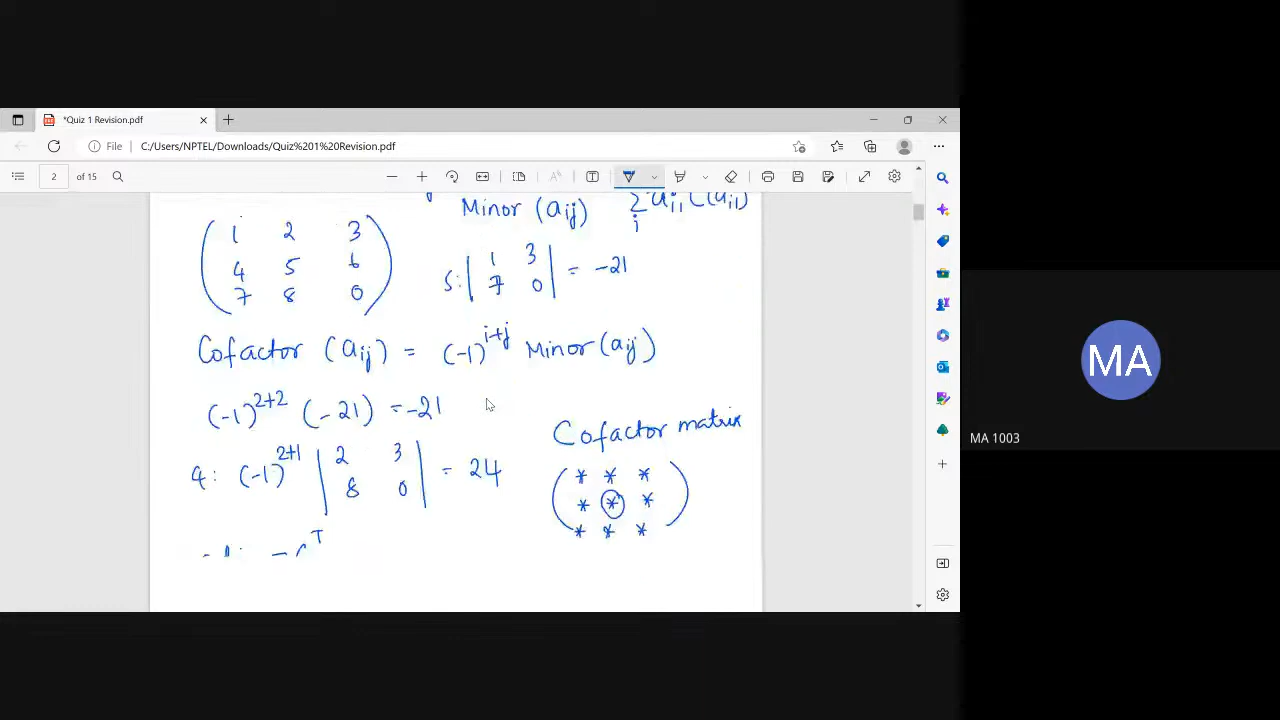 *Quiz 1 Revision.pdf
File C:/Users/NPTEL/Downloads/Quiz%201%20Revision.pdf
2 of 15
Minor (aij) Σ i
1 2 3
4 5 6
7 8 0
5: | 1 3 | = -21
| 7 0 |
Cofactor (aij) = (-1)^{i+j} Minor (aij)
(-1)^{2+2} (-21) = -21
Cofactor matrix
4: (-1)^{2+1} | 2 3 | = 24
| 8 0 |
* * *
* * *
* * *
T
MA
MA 1003